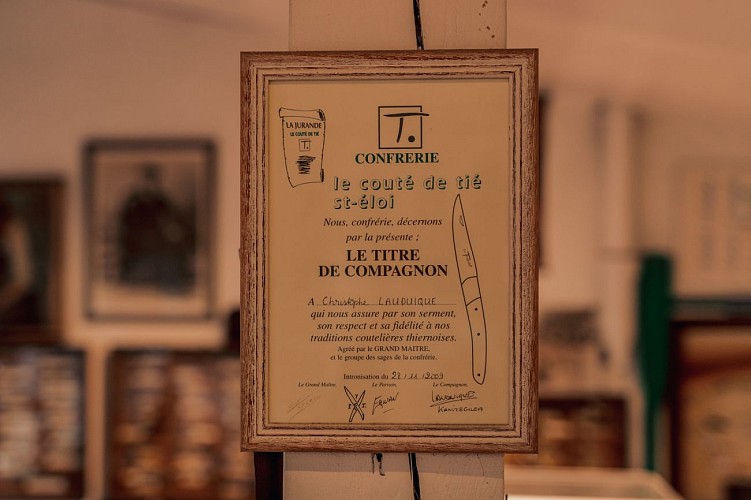 LA JURANDE
LE COUTÉ DE TIÉ
T.
T.
CONFRERIE
le couté de tié
st-éloi
Nous, confrérie, décernons
par la présente ;
LE TITRE
DE COMPAGNON
A Christophe LAUDUIQUE
qui nous assure par son serment,
son respect et sa fidélité à nos
traditions coutelières thiernoises.
Agréé par le GRAND MAITRE,
et le groupe des sages de la confrérie.
Intronisation du 22/11/2009
Le Grand Maître, Le Parrain, Le Compagnon,